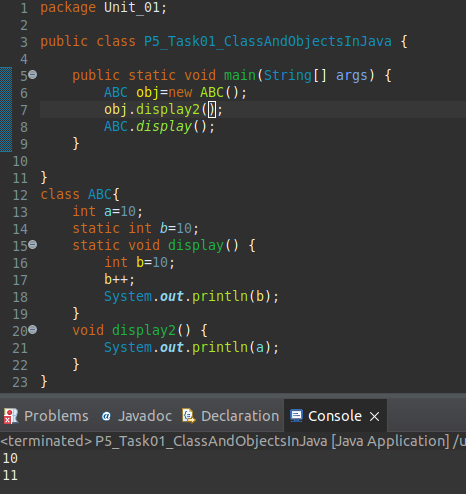 1 package Unit_01;
2
3 public class P5_Task01_ClassAndObjectsInJava {
4
5 public static void main(String[] args) {
6 ABC obj=new ABC();
7 obj.display2();
8 ABC.display();
9 }
10
11 }
12 class ABC{
13 int a=10;
14 static int b=10;
15 static void display() {
16 int b=10;
17 b++;
18 System.out.println(b);
19 }
20 void display2() {
21 System.out.println(a);
22 }
23 }
Problems @ Javadoc Declaration Console
<terminated> P5_Task01_ClassAndObjectsInJava [Java Application] /u
10
11